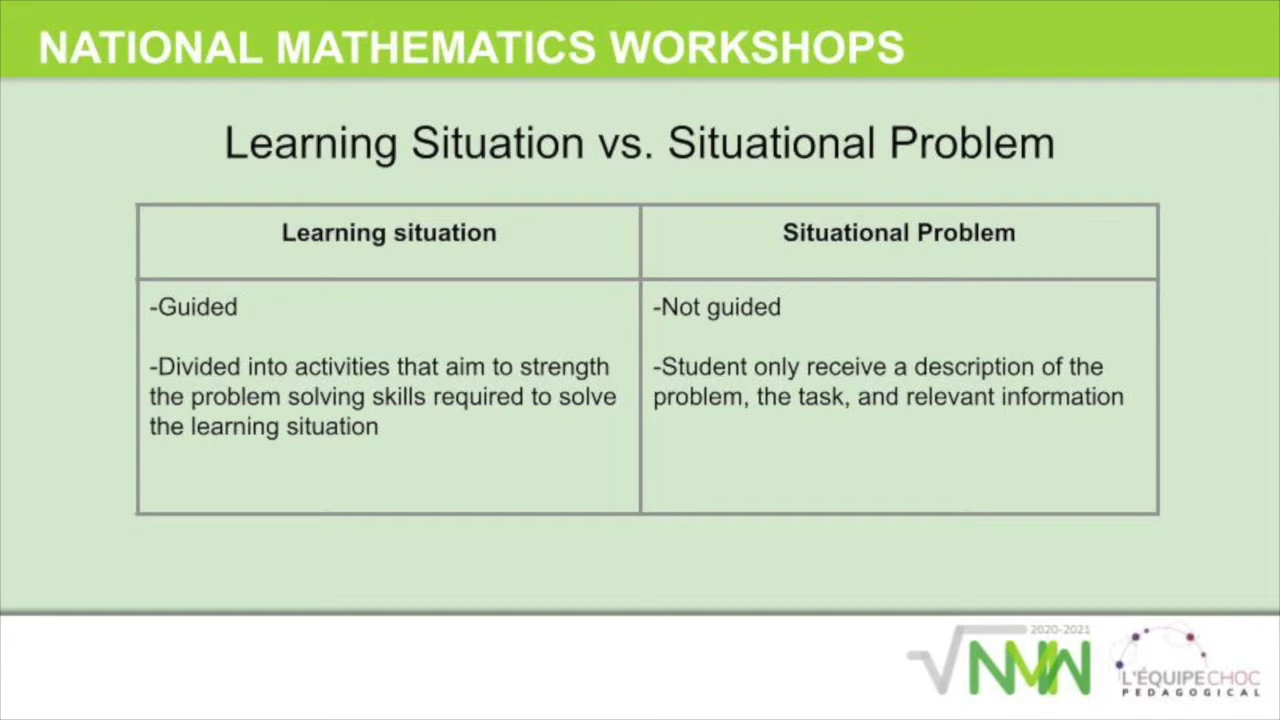 NATIONAL MATHEMATICS WORKSHOPS
Learning Situation vs. Situational Problem
Learning situation
Situational Problem
-Guided
-Divided into activities that aim to strength
the problem solving skills required to solve
the learning situation
-Not guided
-Student only receive a description of the
problem, the task, and relevant information
2020-2021
√NMW
L'ÉQUIPECHOC
PEDAGOGICAL